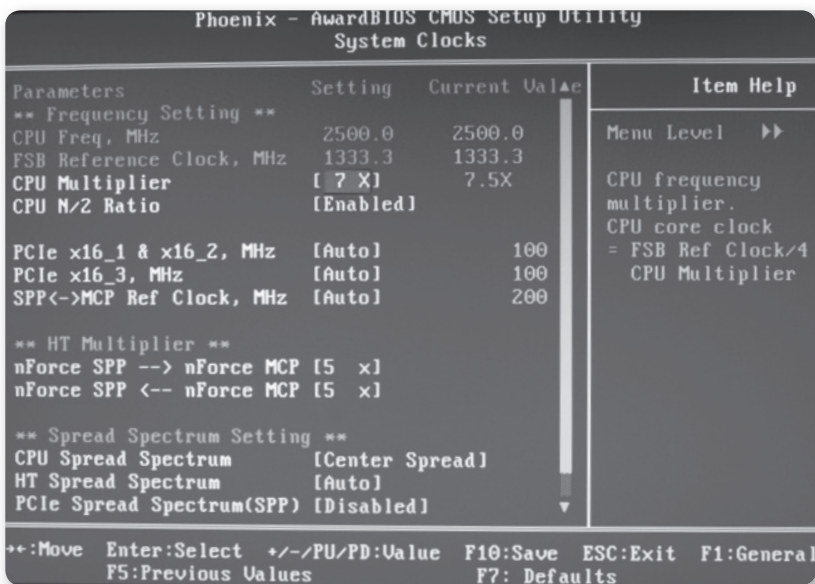 Phoenix - AwardBIOS CMOS Setup Utility
System Clocks
Parameters Setting Current Val▲e
** Frequency Setting **
CPU Freq, MHz 2500.0 2500.0
FSB Reference Clock, MHz 1333.3 1333.3
CPU Multiplier [ 7 X] 7.5X
CPU N/2 Ratio [Enabled]
PCIe x16_1 & x16_2, MHz [Auto] 100
PCIe x16_3, MHz [Auto] 100
SPP<->MCP Ref Clock, MHz [Auto] 200
** HT Multiplier **
nForce SPP --> nForce MCP [5 x]
nForce SPP <-- nForce MCP [5 x]
** Spread Spectrum Setting **
CPU Spread Spectrum [Center Spread]
HT Spread Spectrum [Auto]
PCIe Spread Spectrum(SPP) [Disabled] ▼
Item Help
Menu Level ▶▶
CPU frequency
multiplier.
CPU core clock
= FSB Ref Clock/4
CPU Multiplier
→←:Move Enter:Select +/-/PU/PD:Value F10:Save ESC:Exit F1:General
F5:Previous Values F7: Defaults